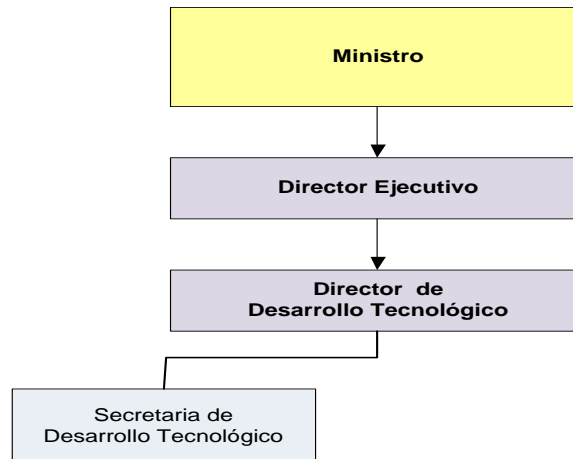 Ministro
Director Ejecutivo
Director de
Desarrollo Tecnológico
Secretaria de
Desarrollo Tecnológico